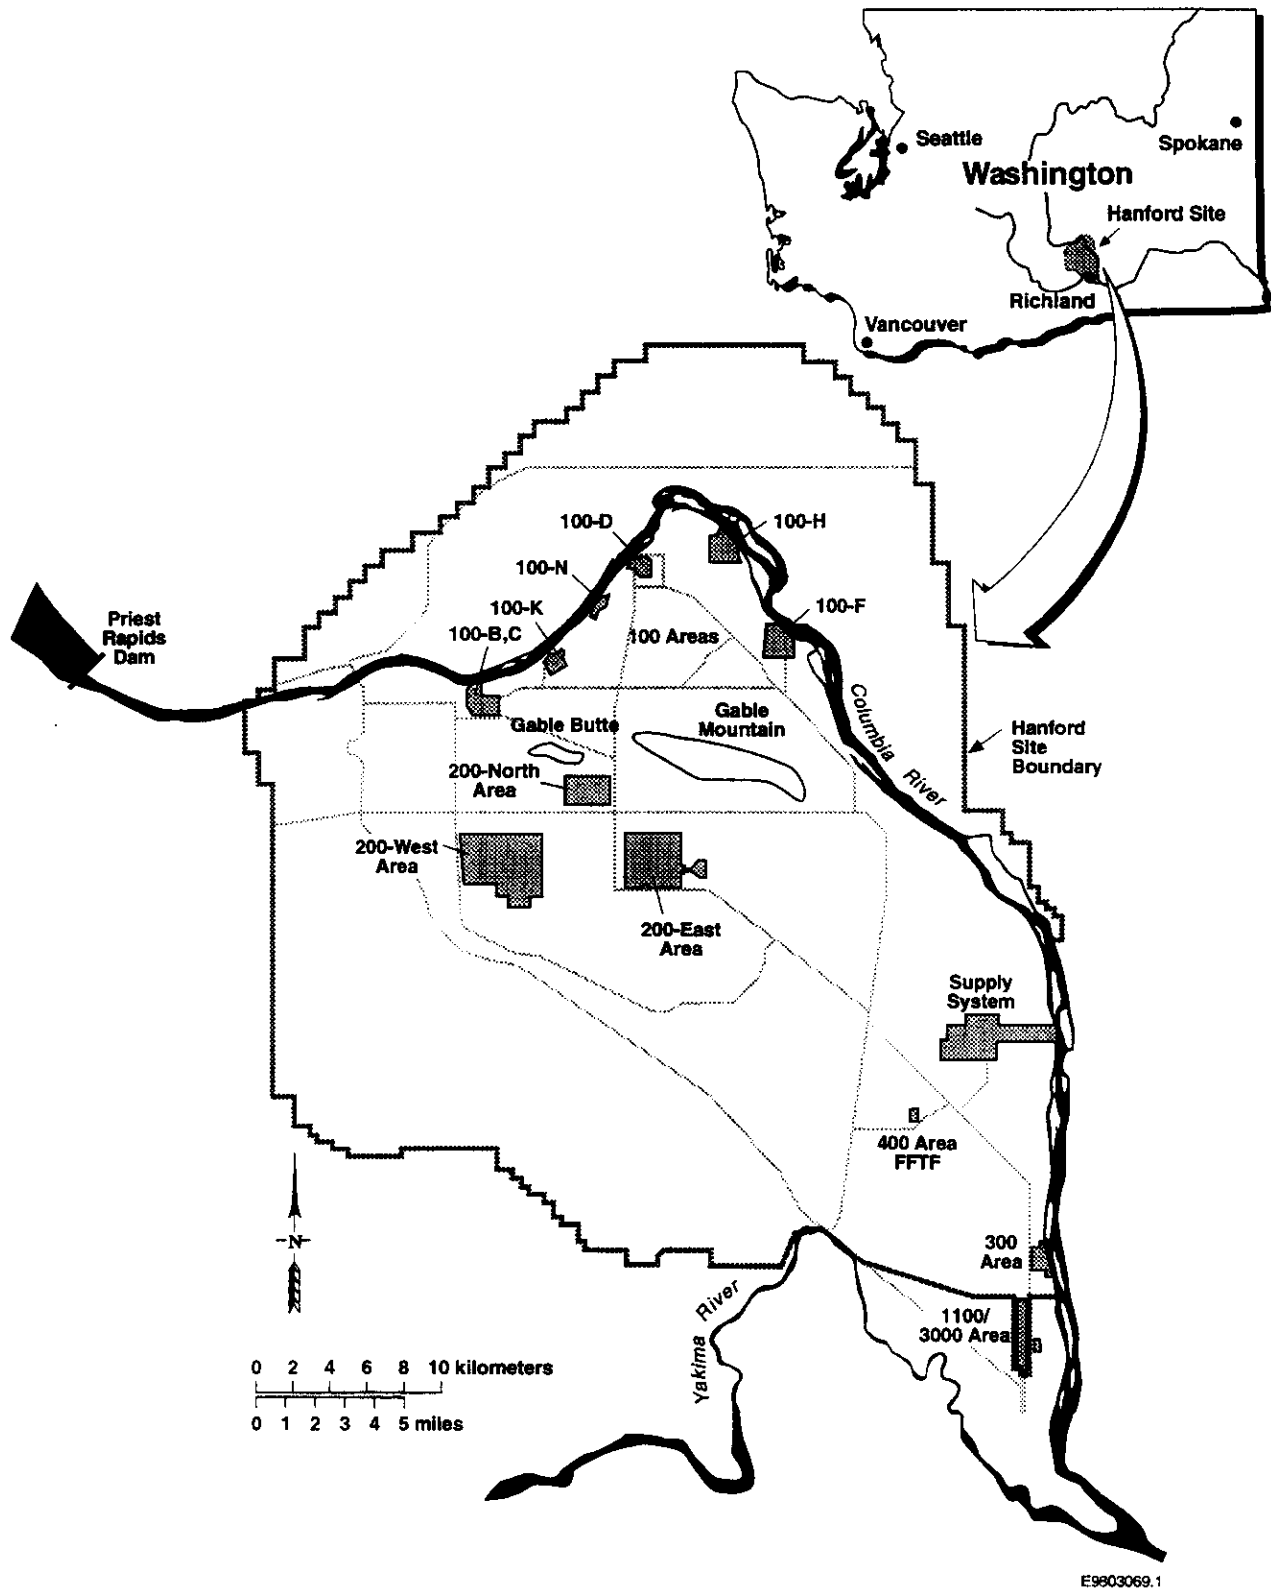 Seattle
Spokane
Washington
Hanford Site
Richland
Vancouver
100-D
100-H
100-N
Priest
Rapids
Dam
100-K
100-F
100-B,C
100 Areas
Gable Butte
Gable
Mountain
Columbia River
Hanford
Site
Boundary
200-North
Area
200-West
Area
200-East
Area
Supply
System
400 Area
FFTF
N
300
Area
Yakima River
1100/
3000 Area
0 2 4 6 8 10 kilometers
0 1 2 3 4 5 miles
E9603069.1